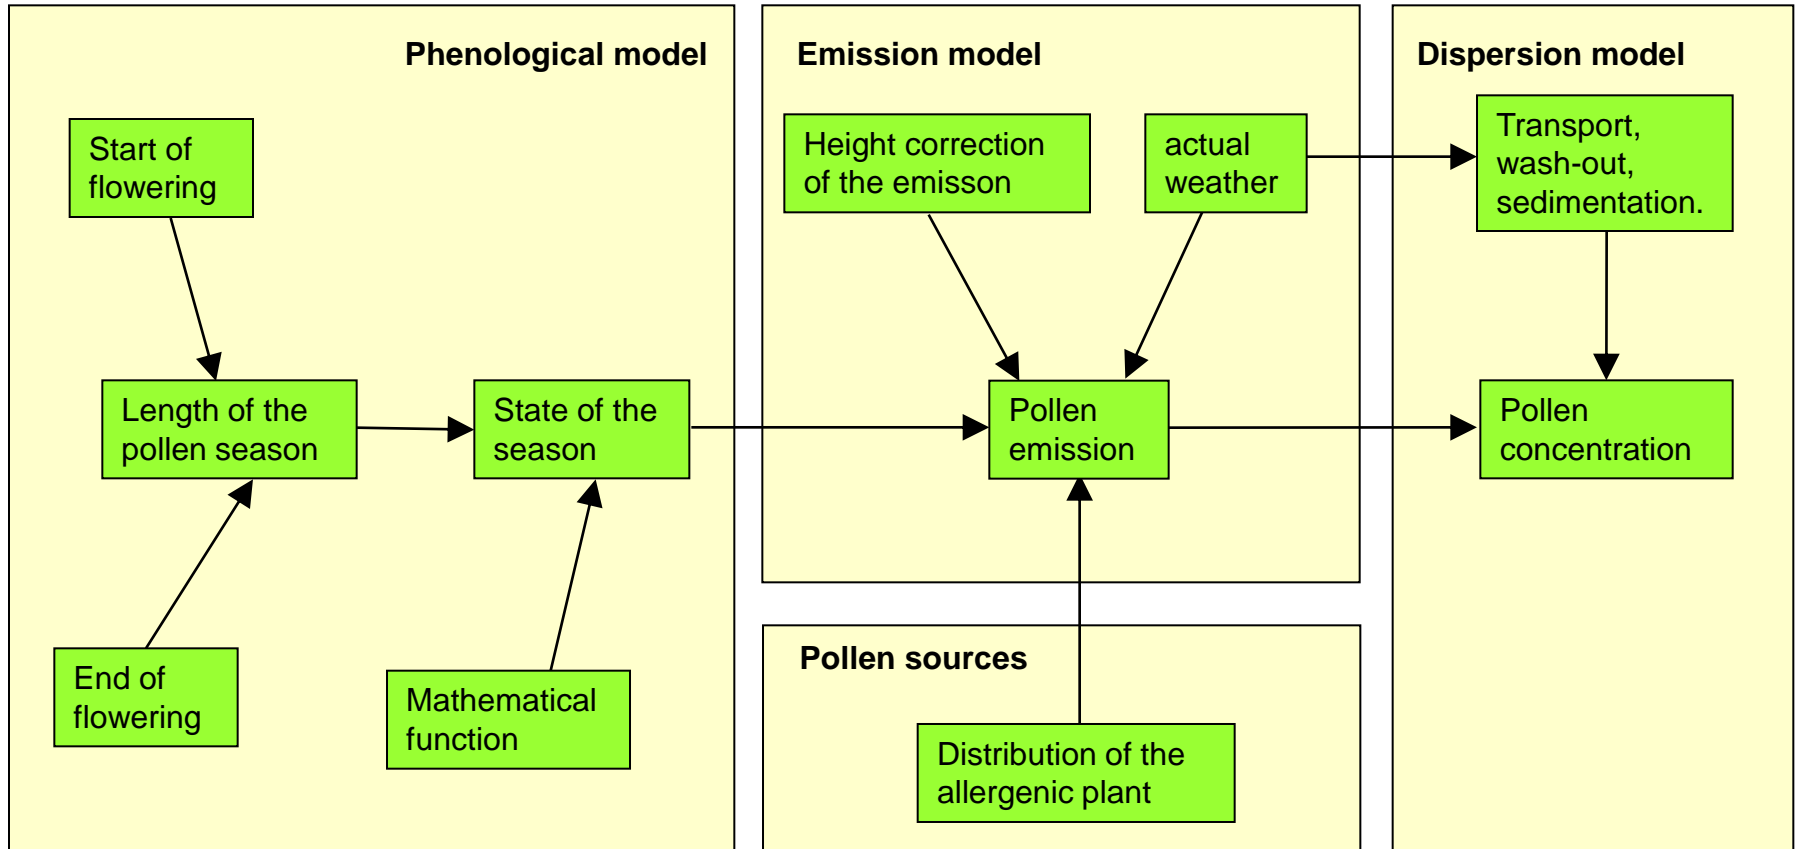 Phenological model
Start of
flowering
Length of the
pollen season
State of the
season
End of
flowering
Mathematical
function
Emission model
Height correction
of the emisson
actual
weather
Pollen
emission
Pollen sources
Distribution of the
allergenic plant
Dispersion model
Transport,
wash-out,
sedimentation.
Pollen
concentration